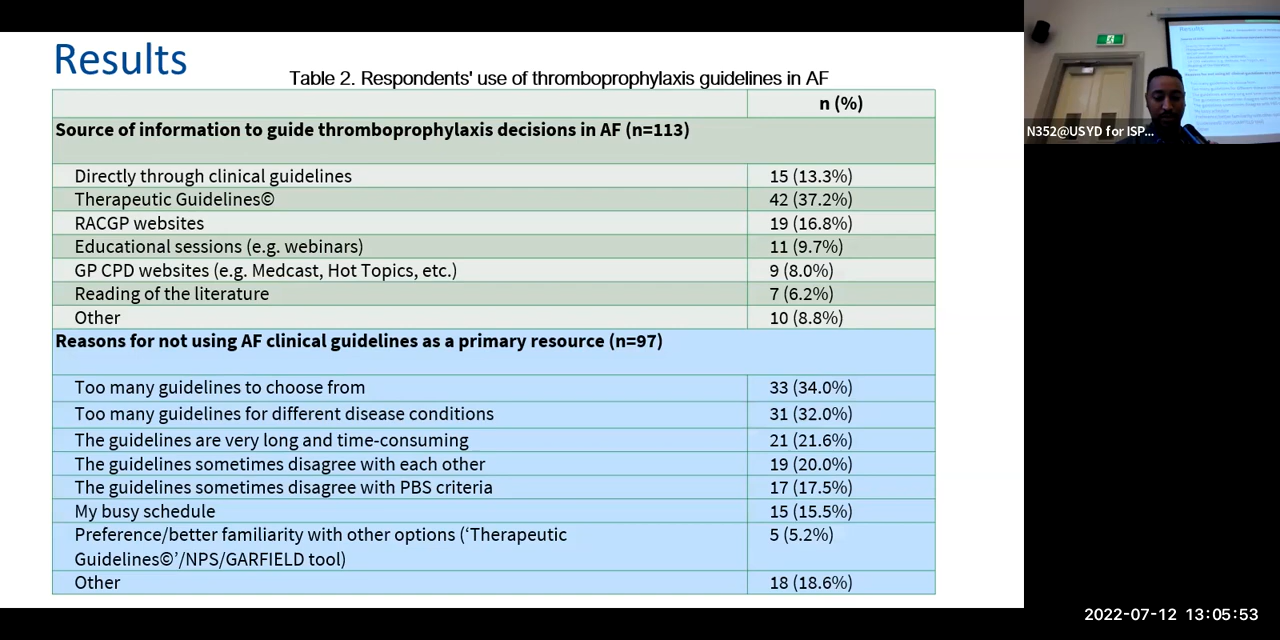 Results
Table 2. Respondents' use of thromboprophylaxis guidelines in AF
n (%)
Source of information to guide thromboprophylaxis decisions in AF (n=113)
Directly through clinical guidelines 15 (13.3%)
Therapeutic Guidelines© 42 (37.2%)
RACGP websites 19 (16.8%)
Educational sessions (e.g. webinars) 11 (9.7%)
GP CPD websites (e.g. Medcast, Hot Topics, etc.) 9 (8.0%)
Reading of the literature 7 (6.2%)
Other 10 (8.8%)
Reasons for not using AF clinical guidelines as a primary resource (n=97)
Too many guidelines to choose from 33 (34.0%)
Too many guidelines for different disease conditions 31 (32.0%)
The guidelines are very long and time-consuming 21 (21.6%)
The guidelines sometimes disagree with each other 19 (20.0%)
The guidelines sometimes disagree with PBS criteria 17 (17.5%)
My busy schedule 15 (15.5%)
Preference/better familiarity with other options (‘Therapeutic 5 (5.2%)
Guidelines©’/NPS/GARFIELD tool)
Other 18 (18.6%)
Results
N352@USYD for ISP...
2022-07-12 13:05:53